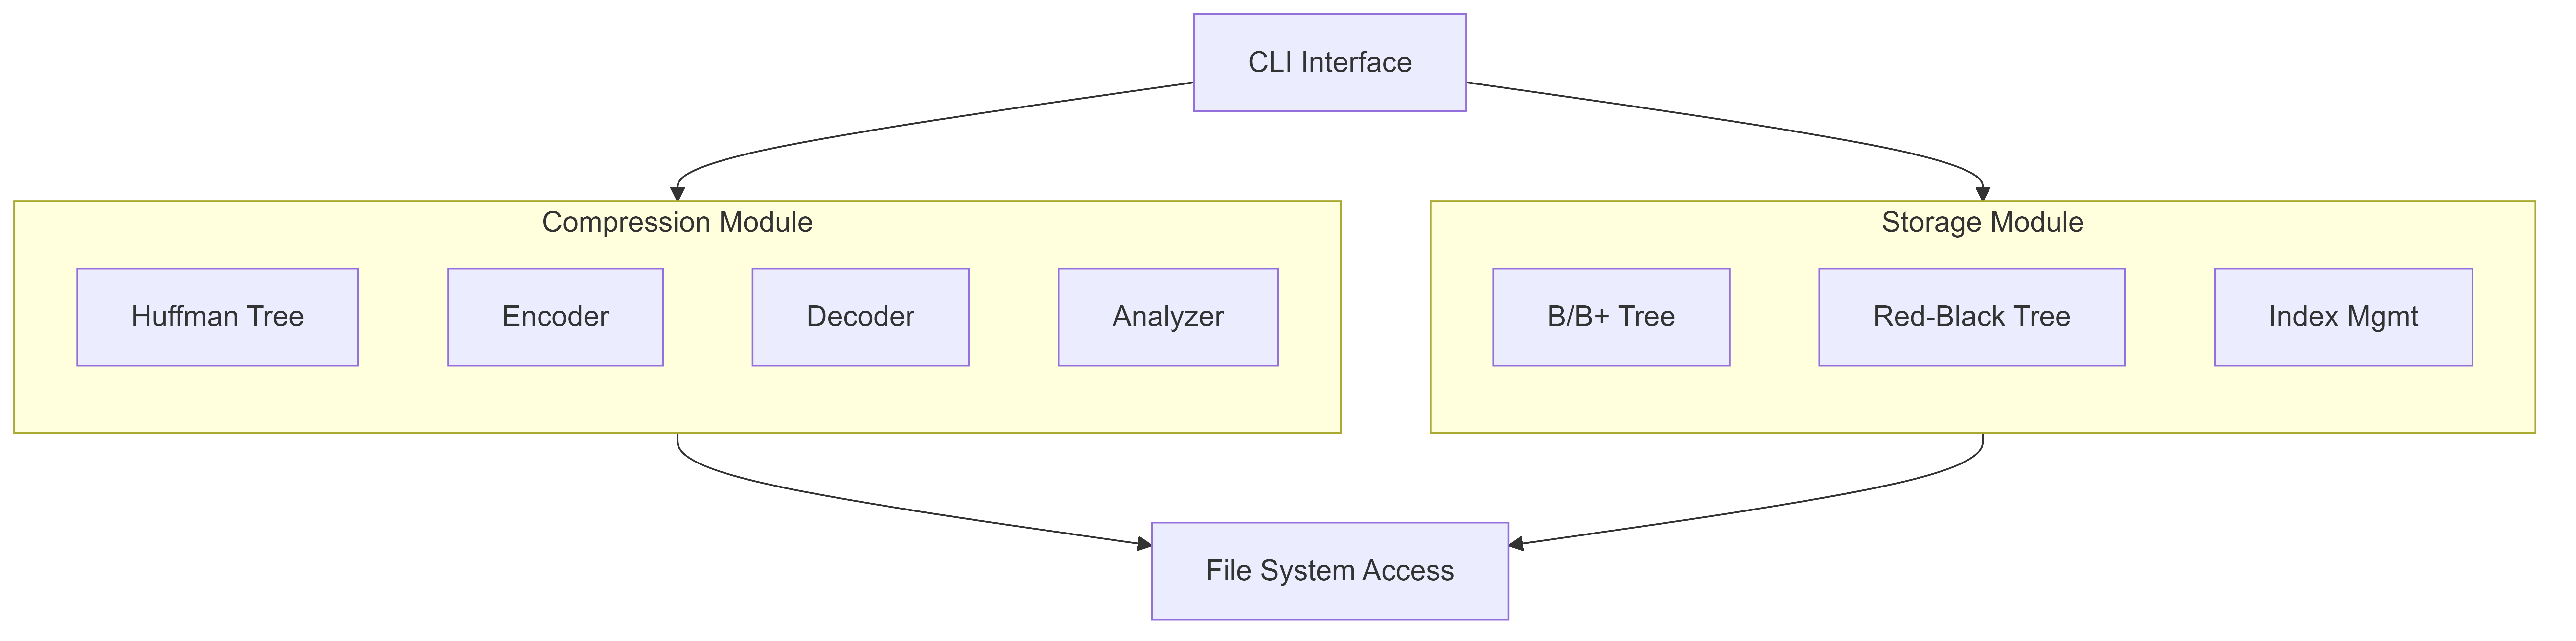 CLI Interface
Compression Module
Huffman Tree
Encoder
Decoder
Analyzer
Storage Module
B/B+ Tree
Red-Black Tree
Index Mgmt
File System Access